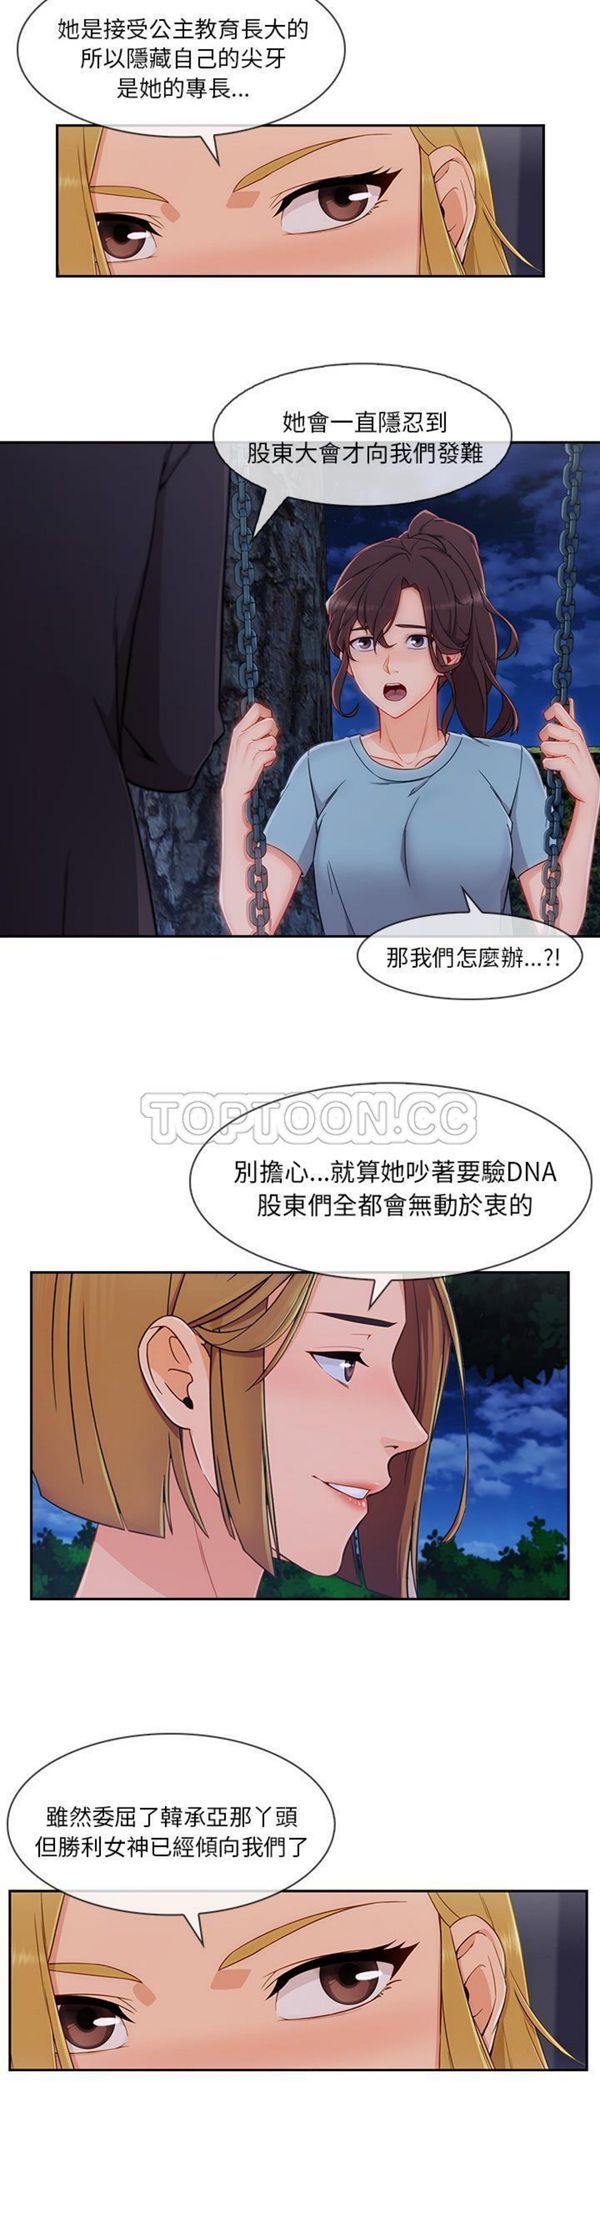 她是接受公主教育長大的
所以隱藏自己的尖牙
是她的專長...
她會一直隱忍到
股東大會才向我們發難
那我們怎麼辦...?!
TOPTOON.CC
別擔心...就算她吵著要驗DNA
股東們全都會無動於衷的
雖然委屈了韓承亞那丫頭
但勝利女神已經傾向我們了